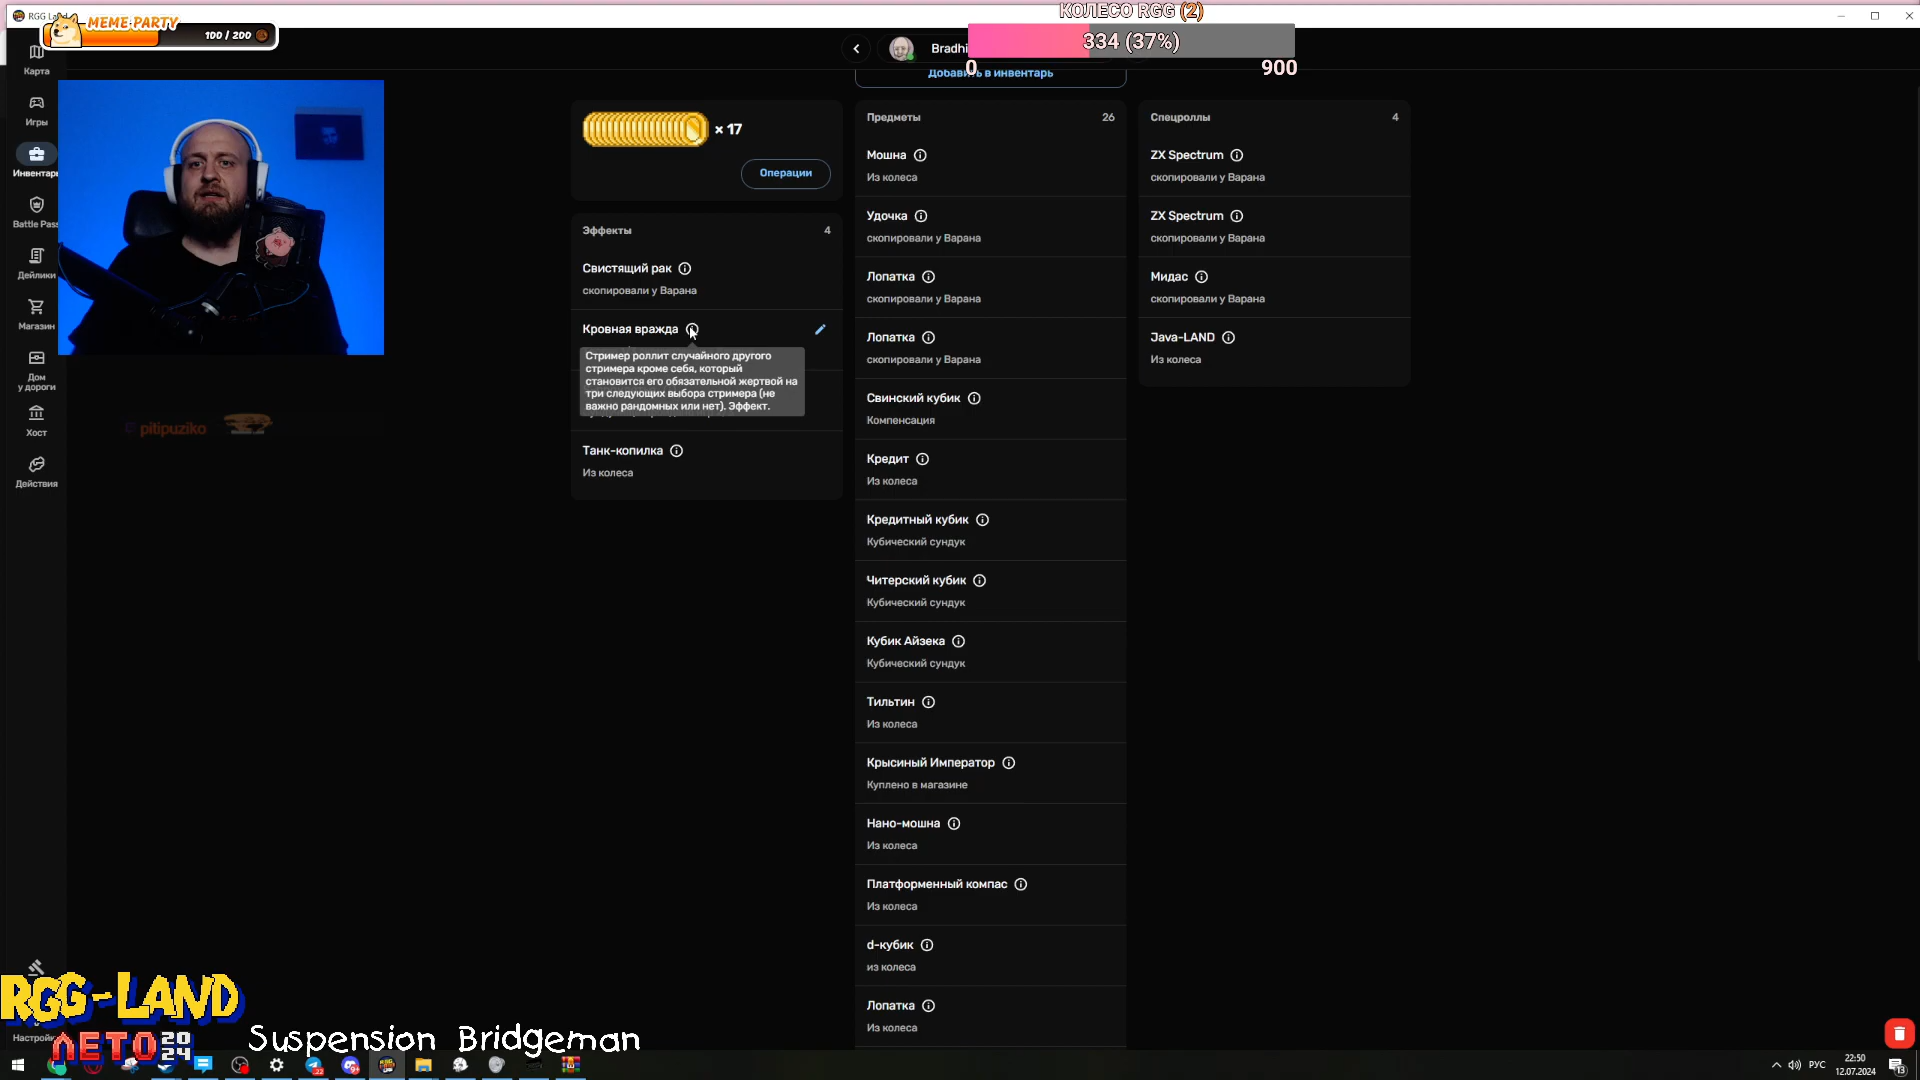 RGG Land
MEME PARTY
100 / 200
КОЛЕСО RGG (2)
334 (37%)
0
900
Bradhi
Добавить в инвентарь
Карта
Игры
Инвентарь
Battle Pass
Дейлики
Магазин
Дом
у дороги
Хост
Действия
pitipuziko
× 17
Операции
Эффекты
4
Свистящий рак
скопировали у Варана
Кровная вражда
Стример роллит случайного другого
стримера кроме себя, который
становится его обязательной жертвой на
три следующих выбора стримера (не
важно рандомных или нет). Эффект.
Танк-копилка
Из колеса
Предметы
26
Мошна
Из колеса
Удочка
скопировали у Варана
Лопатка
скопировали у Варана
Лопатка
скопировали у Варана
Свинский кубик
Компенсация
Кредит
Из колеса
Кредитный кубик
Кубический сундук
Читерский кубик
Кубический сундук
Кубик Айзека
Кубический сундук
Тильтин
Из колеса
Крысиный Император
Куплено в магазине
Нано-мошна
Из колеса
Платформенный компас
Из колеса
d-кубик
из колеса
Лопатка
Из колеса
Спецроллы
4
ZX Spectrum
скопировали у Варана
ZX Spectrum
скопировали у Варана
Мидас
скопировали у Варана
Java-LAND
Из колеса
RGG-LAND
Настройки
ЛЕТО 2024
Suspension Bridgeman
РУС
22:50
12.07.2024
13